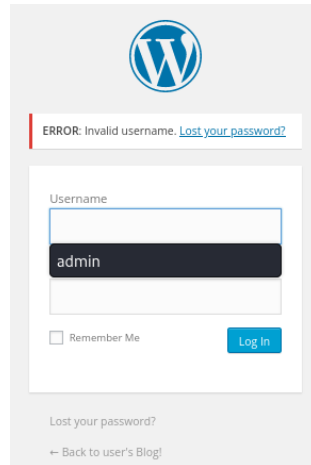 ERROR: Invalid username. Lost your password?
Username
admin
Remember Me
Log In
Lost your password?
← Back to user's Blog!